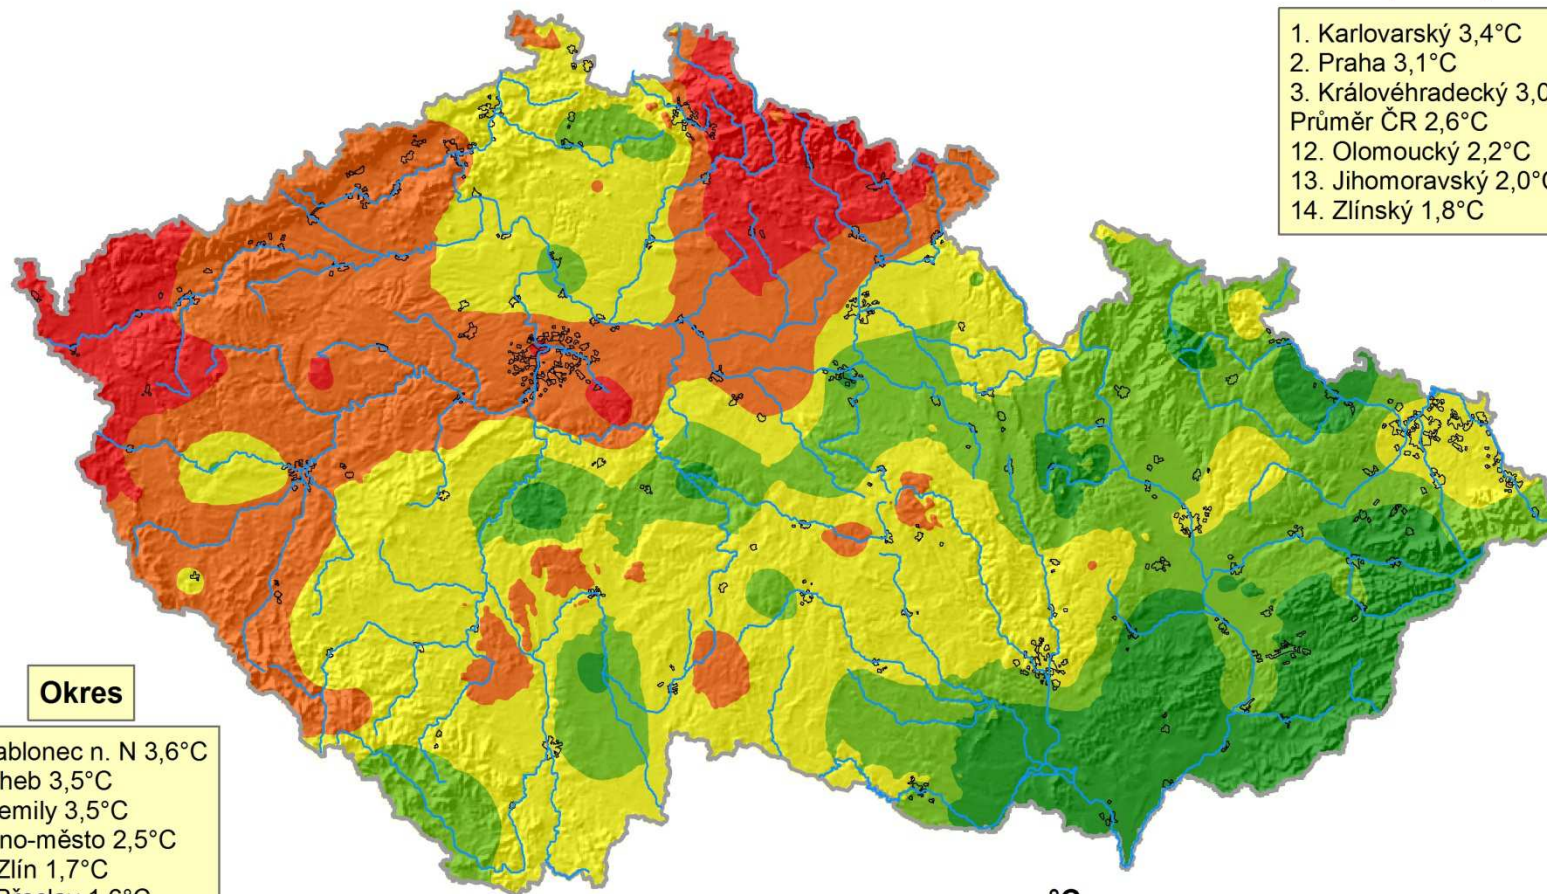 1. Karlovarský 3,4°C
2. Praha 3,1°C
3. Královéhradecký 3,0
Průměr ČR 2,6°C
12. Olomoucký 2,2°C
13. Jihomoravský 2,0°C
14. Zlínský 1,8°C
Okres
ablonec n. N 3,6°C
heb 3,5°C
emily 3,5°C
no-město 2,5°C
Zlín 1,7°C